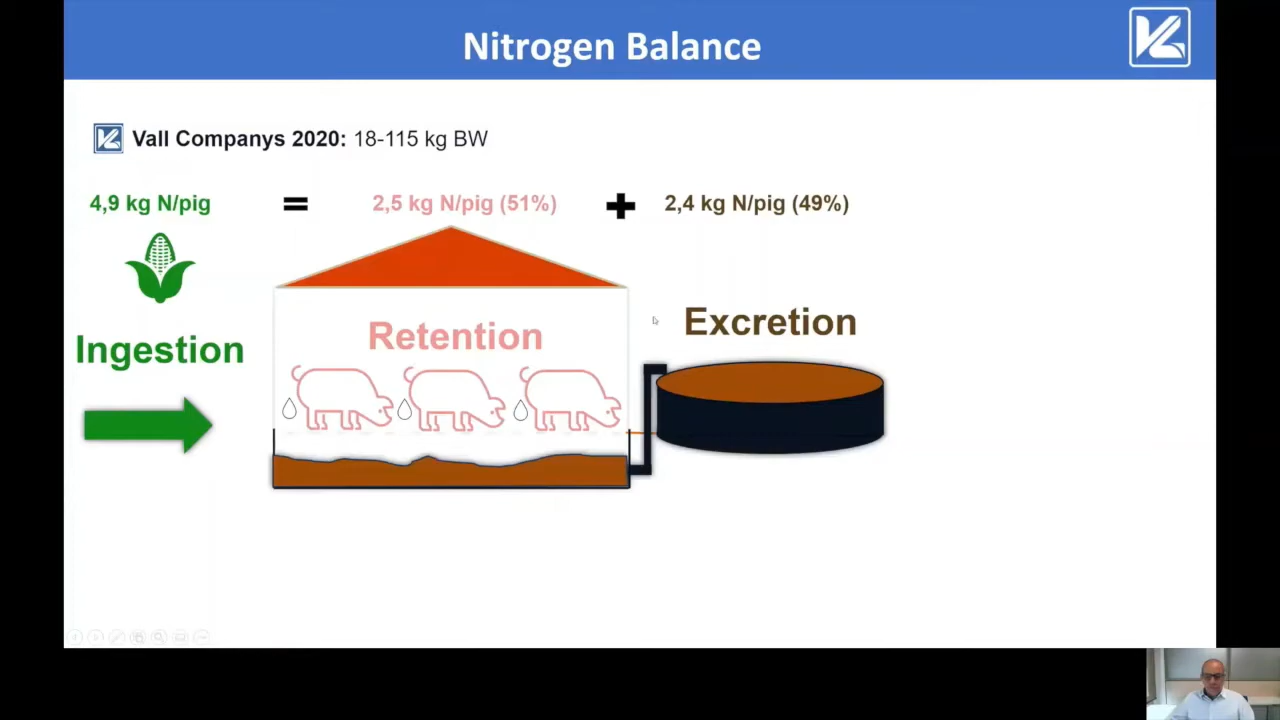 Nitrogen Balance
Vall Companys 2020: 18-115 kg BW
4,9 kg N/pig = 2,5 kg N/pig (51%) + 2,4 kg N/pig (49%)
Retention
Excretion
Ingestion